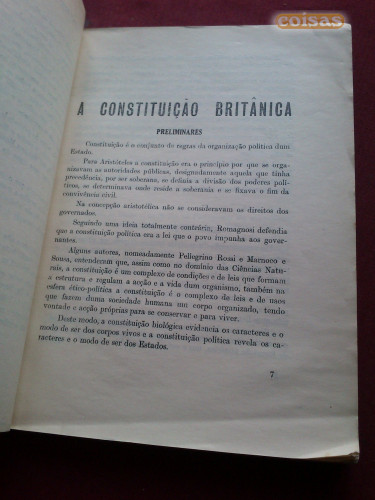 coisas
A CONSTITUIÇÃO BRITÂNICA
PRELIMINARES
Constituição é o conjunto de regras da organização política dum
Estado.
Para Aristóteles a constituição era o princípio por que se orga-
nizavam as autoridades públicas, designadamente aquela que tinha
precedência, por ser soberana, se definia a divisão dos poderes polí-
ticos, se determinava onde reside a soberania e se fixava o fim da
convivência civil.
Na concepção aristotélica não se consideravam os direitos dos
governados.
Seguindo uma ideia totalmente contrária, Romagnosi defendia
que a constituição política era a lei que o povo impunha aos gover-
nantes.
Alguns autores, nomeadamente Pellegrino Rossi e Marnoco e
Sousa, entenderam que, assim como no domínio das Ciências Natu-
rais, a constituição é um complexo de condições e de leis que formam
a estrutura e regulam a acção e a vida dum organismo, também na
esfera ético-política a constituição é o complexo de leis e de usos
que fazem duma sociedade humana um corpo organizado, tendo
vontade e acção próprias para se conservar e para viver.
Deste modo, a constituição biológica evidencia os caracteres e o
modo de ser dos corpos vivos e a constituição política revela os ca-
racteres e o modo de ser dos Estados.
7